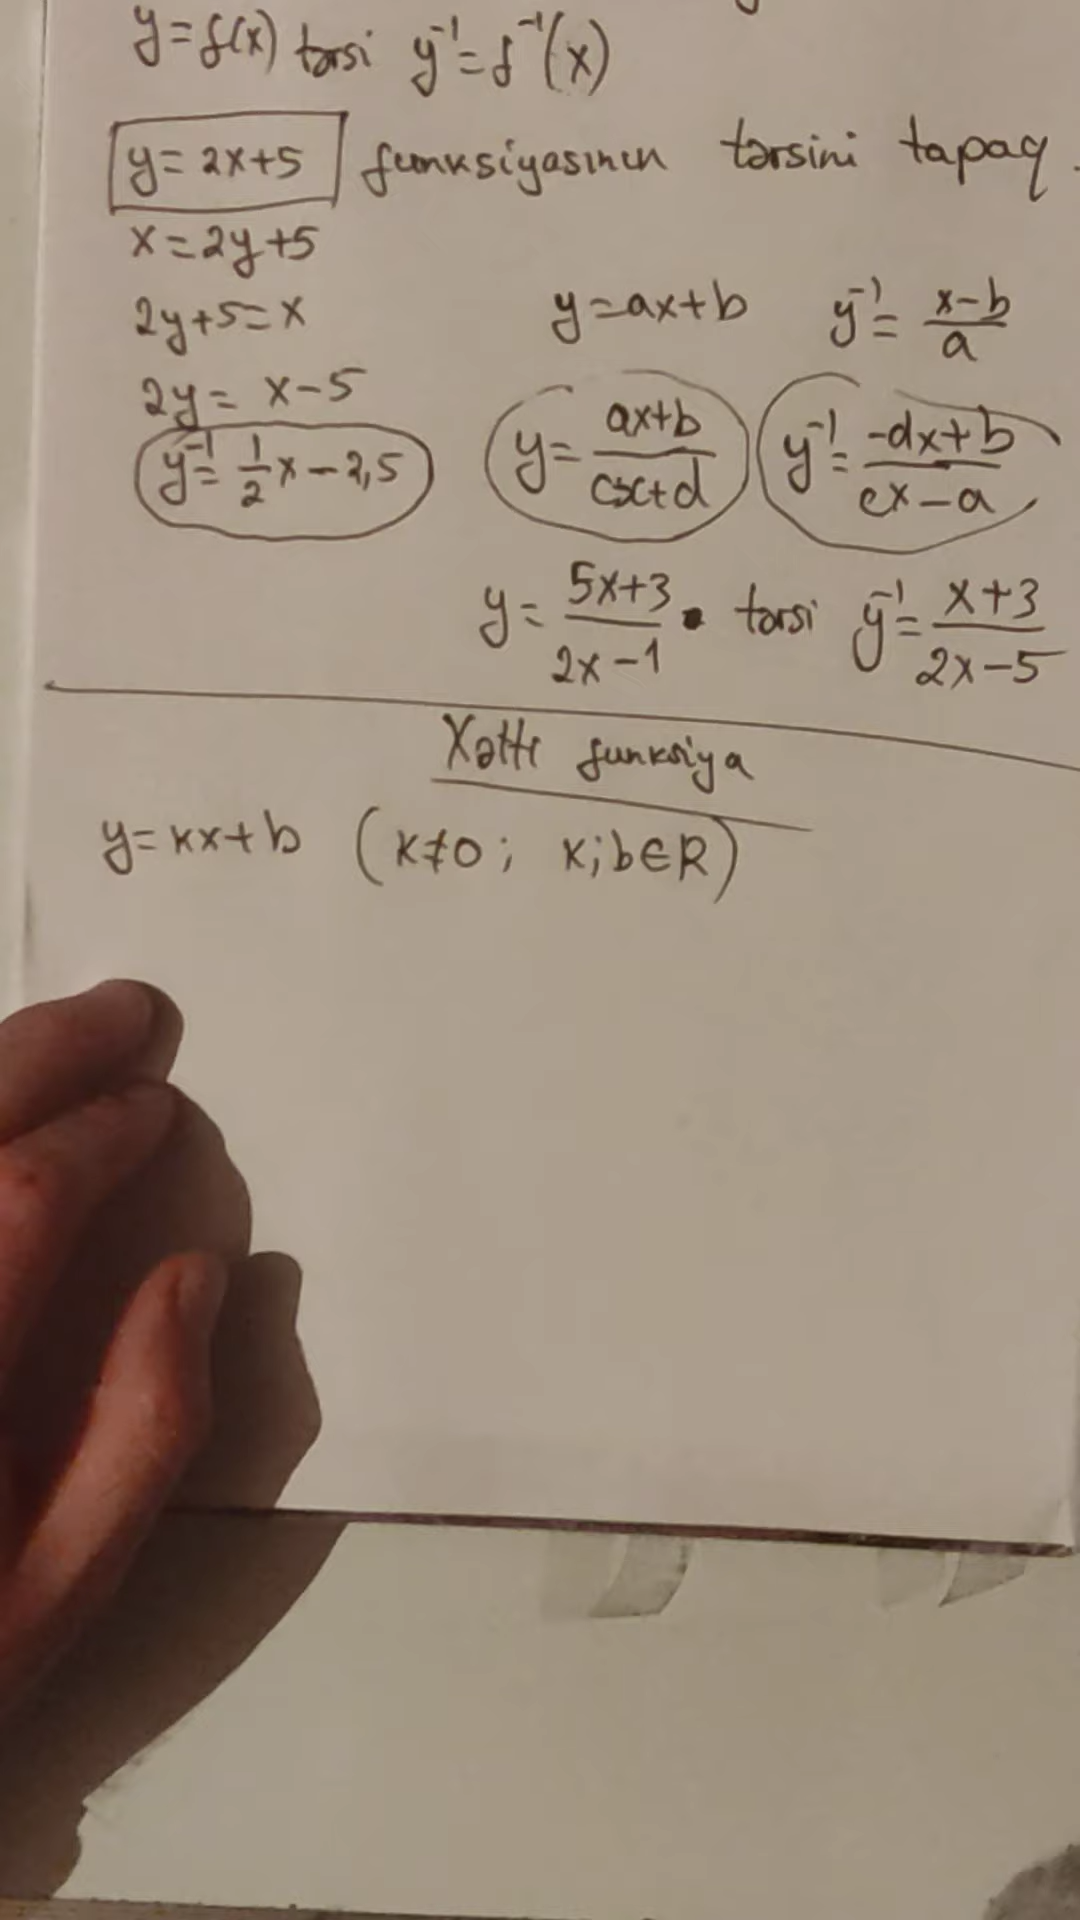 y=f(x) tərsi y⁻¹=f⁻¹(x)
y=2x+5 funksiyasının tərsini tapaq.
x=2y+5
2y+5=x
y=ax+b y⁻¹=(x-b)/a
2y=x-5
y⁻¹=1/2x-2,5
y=(ax+b)/(cx+d) y⁻¹=(-dx+b)/(cx-a)
y=(5x+3)/(2x-1) tərsi y⁻¹=(x+3)/(2x-5)
Xətti funksiya
y=kx+b (k≠0; k;b∈R)